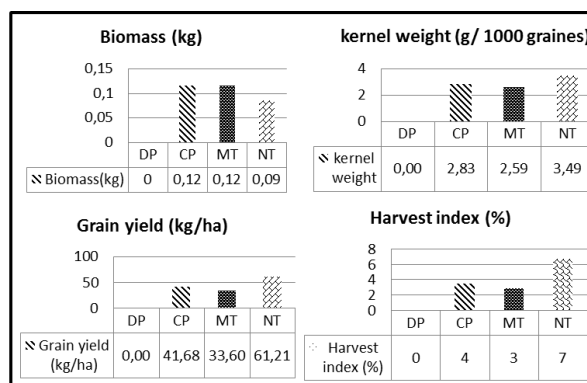 Biomass (kg)
0,15
0,1
0,05
0
DP CP MT NT
Biomass(kg) 0 0,12 0,12 0,09
kernel weight (g/ 1000 graines)
4
2
0
DP CP MT NT
kernel weight 0,00 2,83 2,59 3,49
Grain yield (kg/ha)
100
50
0
DP CP MT NT
Grain yield (kg/ha) 0,00 41,68 33,60 61,21
Harvest index (%)
8
6
4
2
0
DP CP MT NT
Harvest index (%) 0 4 3 7